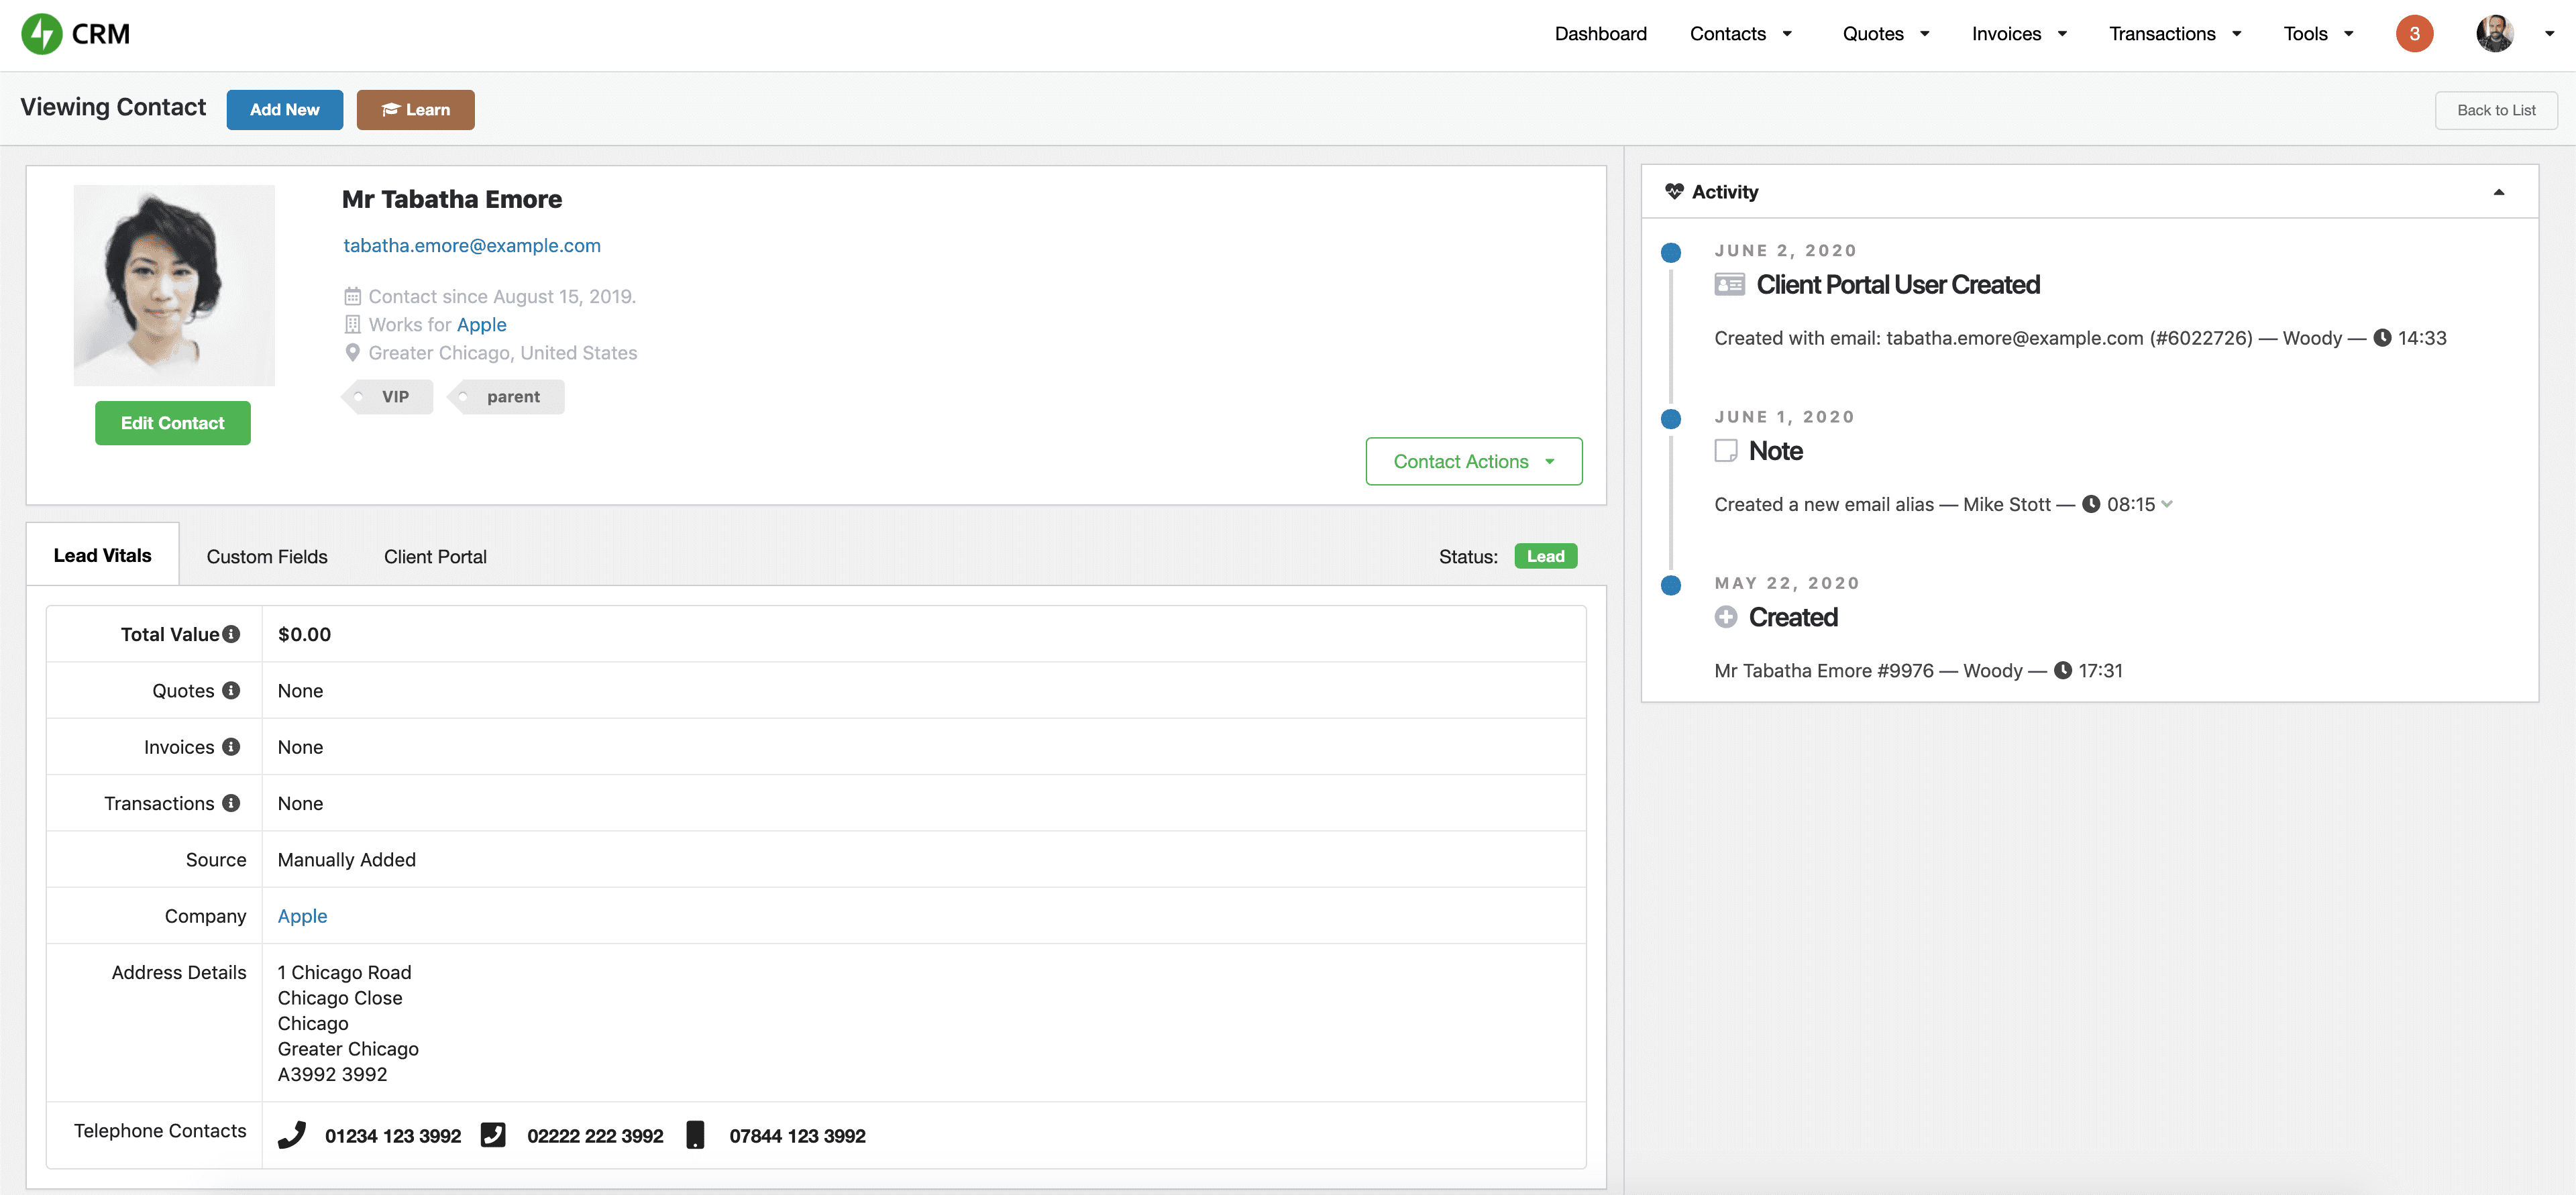 CRM
Dashboard Contacts Quotes Invoices Transactions Tools 3
Viewing Contact Add New Learn Back to List
Mr Tabatha Emore
tabatha.emore@example.com
Contact since August 15, 2019.
Works for Apple
Greater Chicago, United States
VIP parent
Edit Contact
Contact Actions
Lead Vitals Custom Fields Client Portal Status: Lead
Total Value $0.00
Quotes None
Invoices None
Transactions None
Source Manually Added
Company Apple
Address Details 1 Chicago Road
Chicago Close
Chicago
Greater Chicago
A3992 3992
Telephone Contacts 01234 123 3992 02222 222 3992 07844 123 3992
Activity
JUNE 2, 2020
Client Portal User Created
Created with email: tabatha.emore@example.com (#6022726) — Woody — 14:33
JUNE 1, 2020
Note
Created a new email alias — Mike Stott — 08:15
MAY 22, 2020
Created
Mr Tabatha Emore #9976 — Woody — 17:31